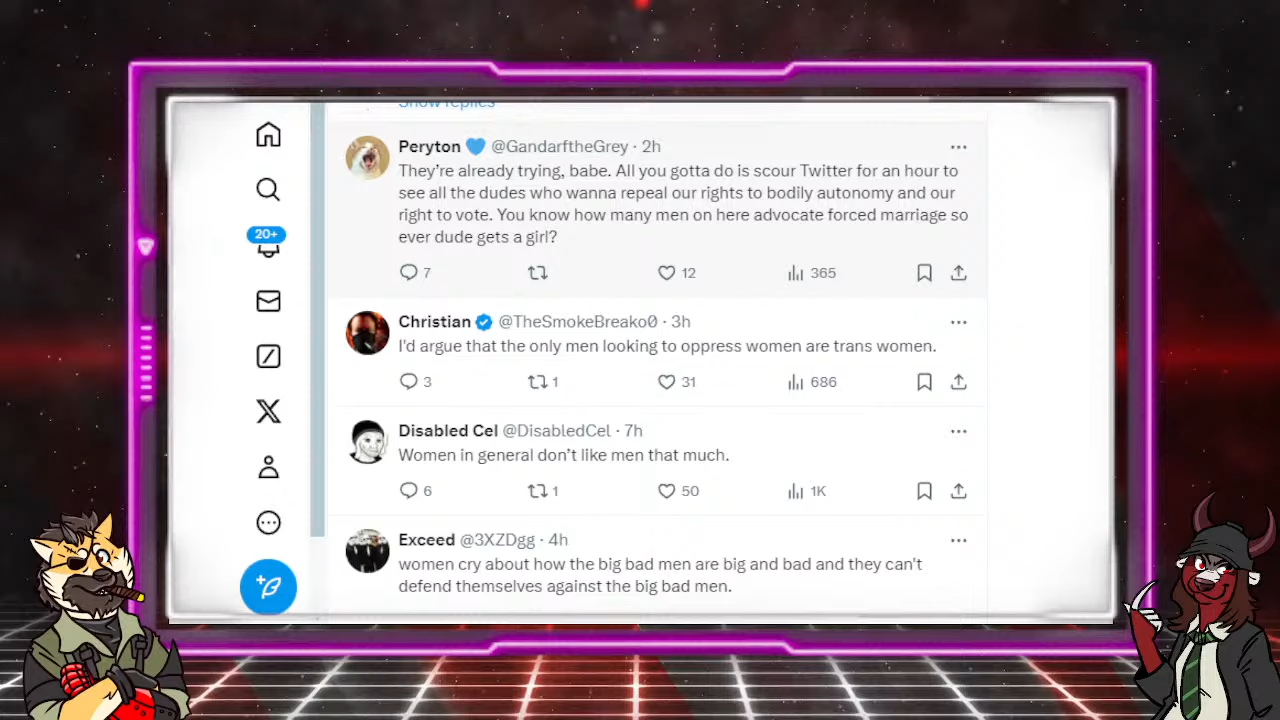 Show replies
Peryton 💙 @GandarftheGrey · 2h
They're already trying, babe. All you gotta do is scour Twitter for an hour to
see all the dudes who wanna repeal our rights to bodily autonomy and our
right to vote. You know how many men on here advocate forced marriage so
ever dude gets a girl?
7 12 365
Christian @TheSmokeBreako0 · 3h
I'd argue that the only men looking to oppress women are trans women.
3 1 31 686
Disabled Cel @DisabledCel · 7h
Women in general don't like men that much.
6 1 50 1K
Exceed @3XZDgg · 4h
women cry about how the big bad men are big and bad and they can't
defend themselves against the big bad men.
20+